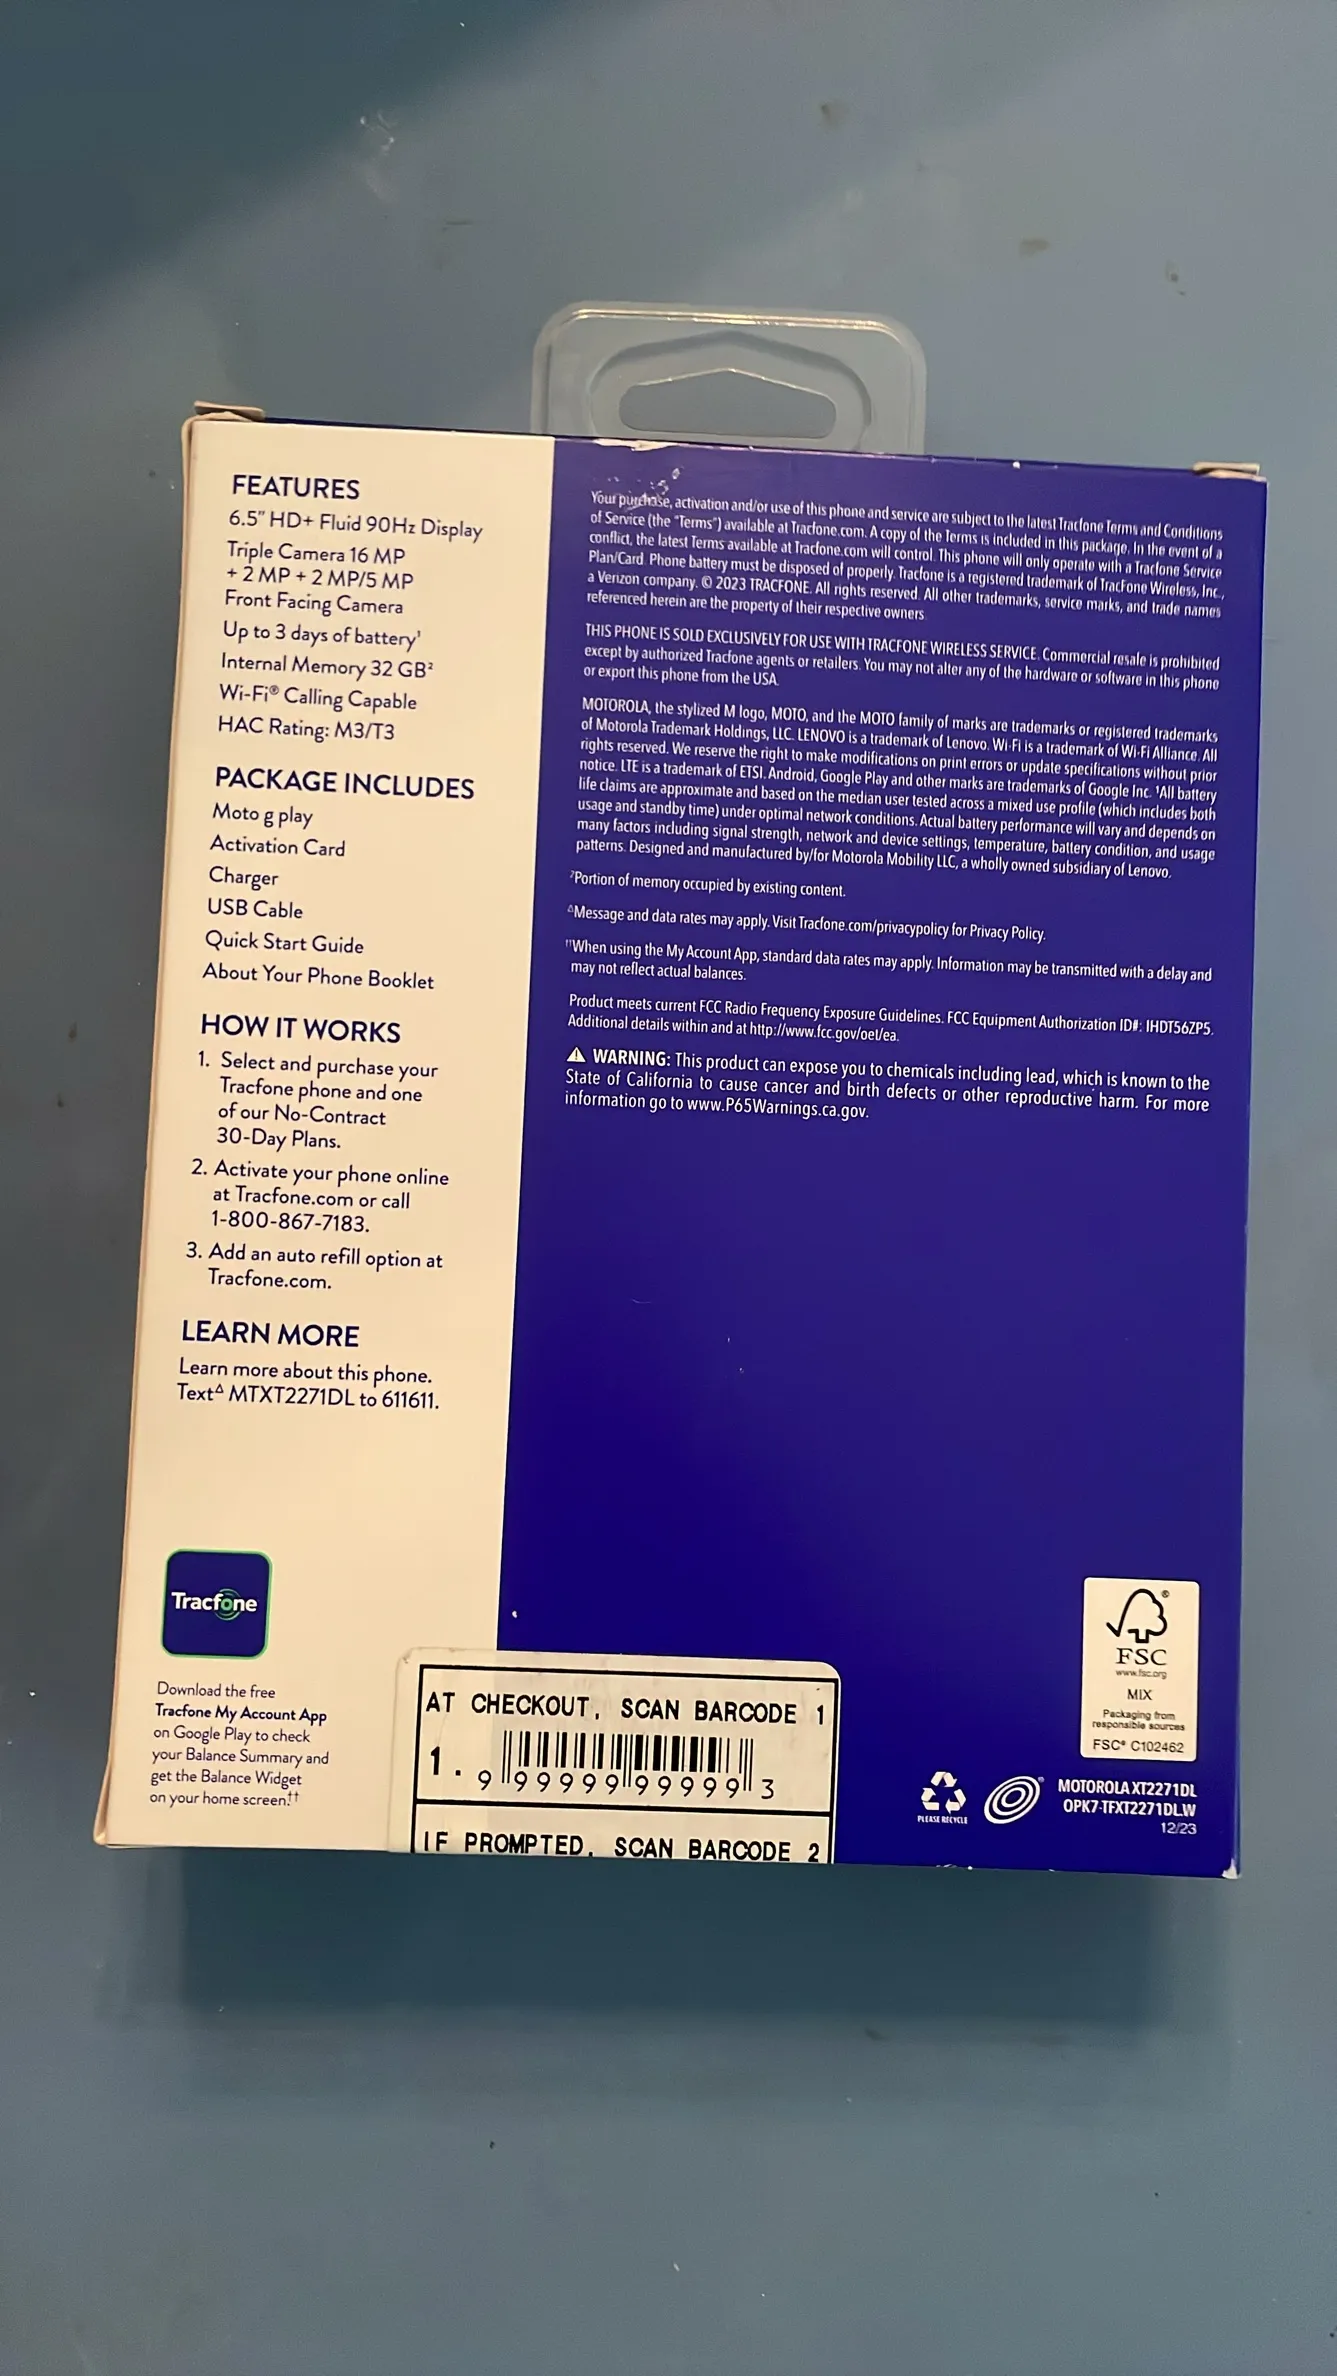 FEATURES
6.5" HD+ Fluid 90Hz Display
Triple Camera 16 MP
+ 2 MP + 2 MP/5 MP
Front Facing Camera
Up to 3 days of battery¹
Internal Memory 32 GB²
Wi-Fi® Calling Capable
HAC Rating: M3/T3
PACKAGE INCLUDES
Moto g play
Activation Card
Charger
USB Cable
Quick Start Guide
About Your Phone Booklet
HOW IT WORKS
1. Select and purchase your
Tracfone phone and one
of our No-Contract
30-Day Plans.
2. Activate your phone online
at Tracfone.com or call
1-800-867-7183.
3. Add an auto refill option at
Tracfone.com.
LEARN MORE
Learn more about this phone.
Text∆ MTXT2271DL to 611611.
Tracfone
Download the free
Tracfone My Account App
on Google Play to check
your Balance Summary and
get the Balance Widget
on your home screen.††
Your purchase, activation and/or use of this phone and service are subject to the latest Tracfone Terms and Conditions
of Service (the "Terms") available at Tracfone.com. A copy of the Terms is included in this package. In the event of a
conflict, the latest Terms available at Tracfone.com will control. This phone will only operate with a Tracfone Service
Plan/Card. Phone battery must be disposed of properly. Tracfone is a registered trademark of TracFone Wireless, Inc.,
a Verizon company. © 2023 TRACFONE. All rights reserved. All other trademarks, service marks, and trade names
referenced herein are the property of their respective owners.
THIS PHONE IS SOLD EXCLUSIVELY FOR USE WITH TRACFONE WIRELESS SERVICE. Commercial resale is prohibited
except by authorized Tracfone agents or retailers. You may not alter any of the hardware or software in this phone
or export this phone from the USA.
MOTOROLA, the stylized M logo, MOTO, and the MOTO family of marks are trademarks or registered trademarks
of Motorola Trademark Holdings, LLC. LENOVO is a trademark of Lenovo. Wi-Fi is a trademark of Wi-Fi Alliance. All
rights reserved. We reserve the right to make modifications on print errors or update specifications without prior
notice. LTE is a trademark of ETSI. Android, Google Play and other marks are trademarks of Google Inc. ¹All battery
life claims are approximate and based on the median user tested across a mixed use profile (which includes both
usage and standby time) under optimal network conditions. Actual battery performance will vary and depends on
many factors including signal strength, network and device settings, temperature, battery condition, and usage
patterns. Designed and manufactured by/for Motorola Mobility LLC, a wholly owned subsidiary of Lenovo.
²Portion of memory occupied by existing content.
∆Message and data rates may apply. Visit Tracfone.com/privacypolicy for Privacy Policy.
††When using the My Account App, standard data rates may apply. Information may be transmitted with a delay and
may not reflect actual balances.
Product meets current FCC Radio Frequency Exposure Guidelines. FCC Equipment Authorization ID#: IHDT56ZP5.
Additional details within and at http://www.fcc.gov/oet/ea.
⚠ WARNING: This product can expose you to chemicals including lead, which is known to the
State of California to cause cancer and birth defects or other reproductive harm. For more
information go to www.P65Warnings.ca.gov.
AT CHECKOUT, SCAN BARCODE 1
1. 9 99999 99999 3
IF PROMPTED, SCAN BARCODE 2
®
FSC
www.fsc.org
MIX
Packaging from
responsible sources
FSC® C102462
PLEASE RECYCLE
®
MOTOROLA XT2271DL
OPK7-TFXT2271DLW
12/23